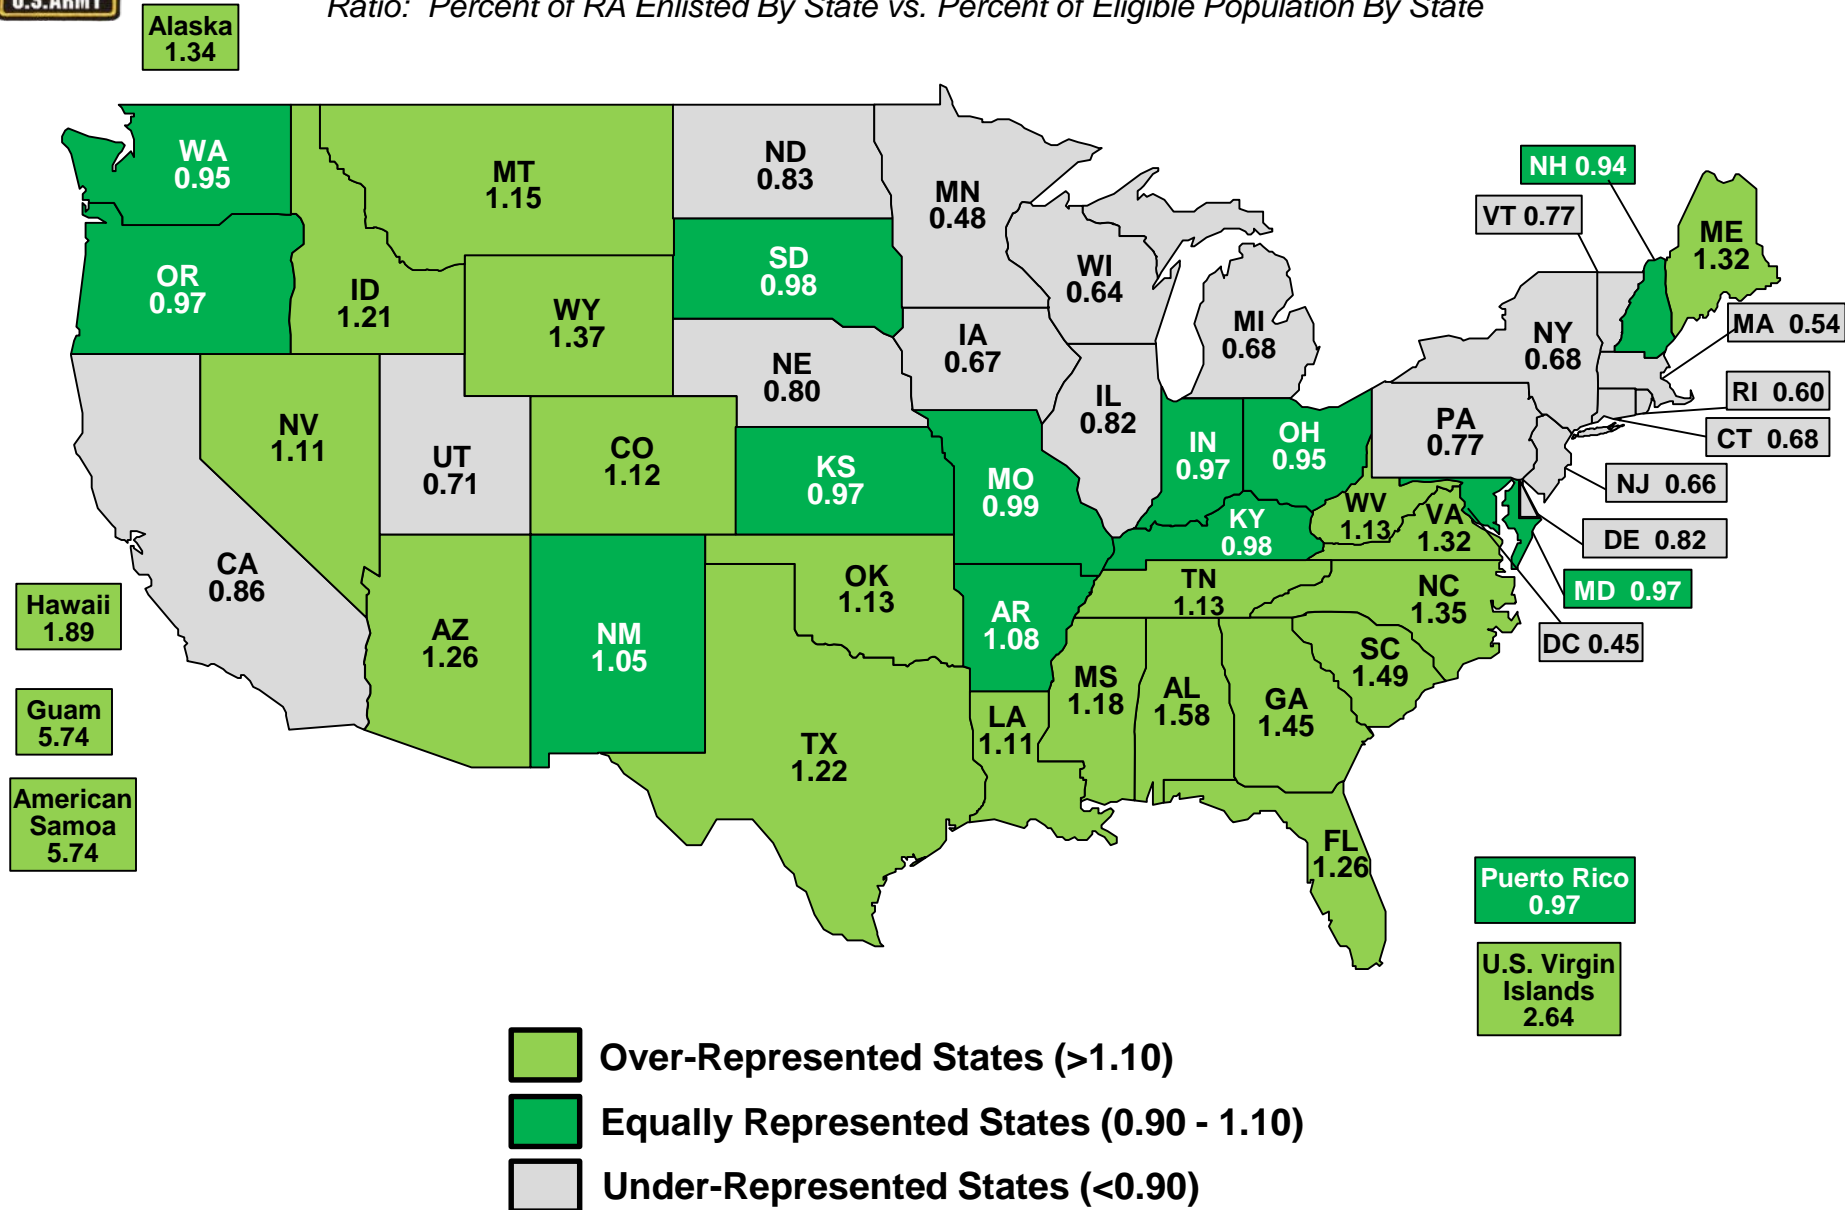 U.S.ARMY
Ratio: Percent of RA Enlisted By State vs. Percent of Eligible Population By State
Alaska
1.34
WA
0.95
OR
0.97
MT
1.15
ID
1.21
WY
1.37
ND
0.83
SD
0.98
NE
0.80
MN
0.48
WI
0.64
IA
0.67
MI
0.68
IL
0.82
NV
1.11
UT
0.71
CO
1.12
KS
0.97
MO
0.99
IN
0.97
OH
0.95
KY
0.98
WV
1.13
VA
1.32
PA
0.77
NY
0.68
NH 0.94
VT 0.77
ME
1.32
MA 0.54
RI 0.60
CT 0.68
NJ 0.66
DE 0.82
MD 0.97
DC 0.45
CA
0.86
AZ
1.26
NM
1.05
OK
1.13
AR
1.08
TN
1.13
NC
1.35
SC
1.49
MS
1.18
AL
1.58
GA
1.45
LA
1.11
TX
1.22
FL
1.26
Hawaii
1.89
Guam
5.74
American
Samoa
5.74
Puerto Rico
0.97
U.S. Virgin
Islands
2.64
Over-Represented States (>1.10)
Equally Represented States (0.90 - 1.10)
Under-Represented States (<0.90)